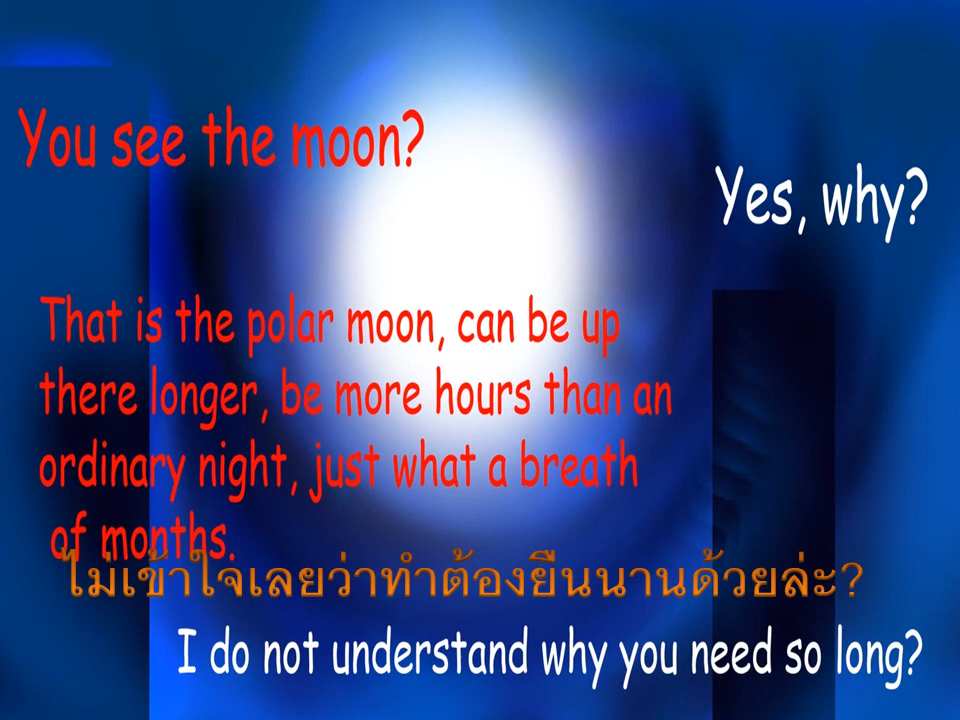 You see the moon?
Yes, why?
That is the polar moon, can be up
there longer, be more hours than an
ordinary night, just what a breath
of months.
ไม่เข้าใจเลยว่าทำต้องยืนนานด้วยล่ะ?
I do not understand why you need so long?